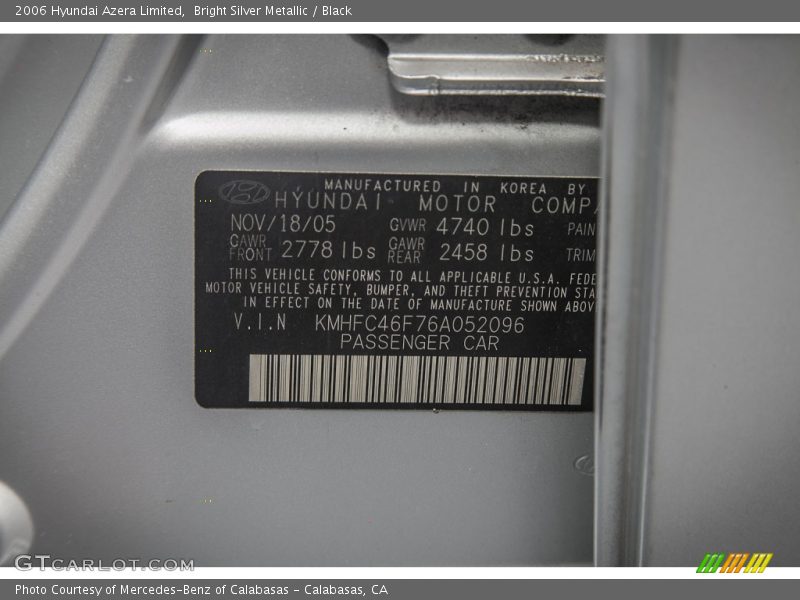 2006 Hyundai Azera Limited,  Bright Silver Metallic / Black
MANUFACTURED IN KOREA BY
HYUNDAI MOTOR COMPA
NOV/18/05 GVWR 4740 lbs PAIN
GAWR FRONT 2778 lbs GAWR REAR 2458 lbs TRIM
THIS VEHICLE CONFORMS TO ALL APPLICABLE U.S.A. FEDE
MOTOR VEHICLE SAFETY, BUMPER, AND THEFT PREVENTION STA
IN EFFECT ON THE DATE OF MANUFACTURE SHOWN ABOV
V.I.N KMHFC46F76A052096
PASSENGER CAR
GTCARLOT.COM
Photo Courtesy of Mercedes-Benz of Calabasas - Calabasas, CA